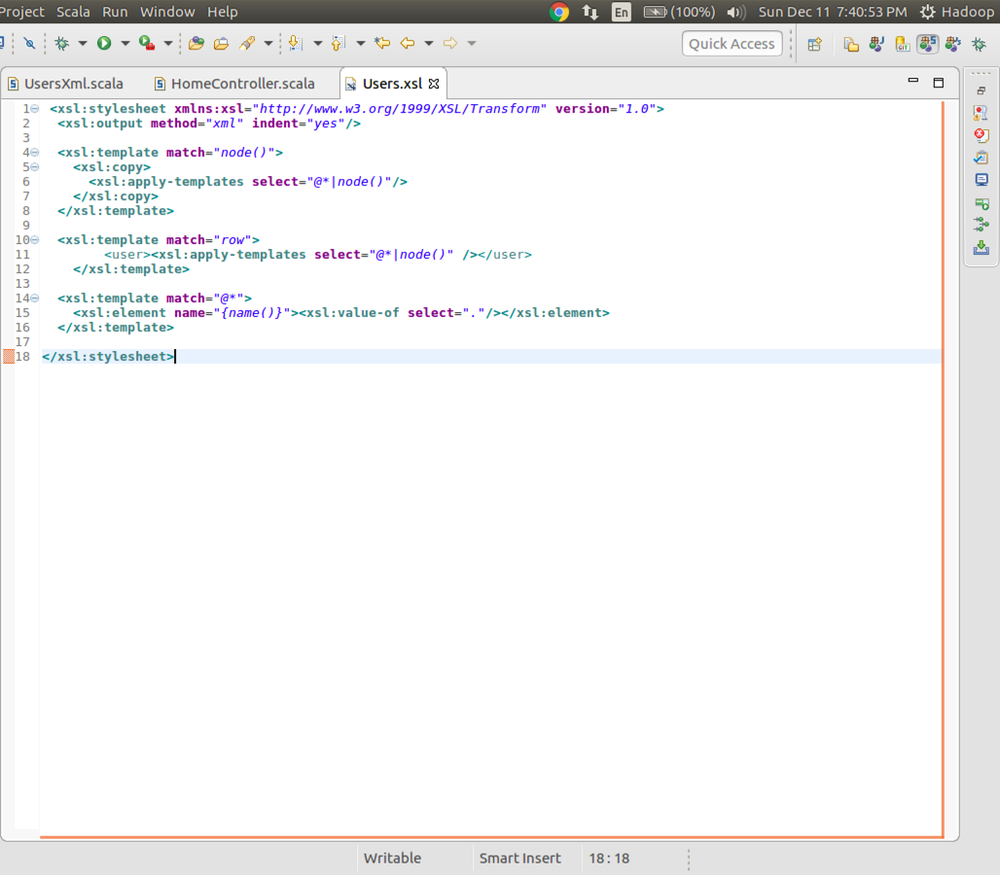 Project Scala Run Window Help En (100%) Sun Dec 11 7:40:53 PM Hadoop
Quick Access
UsersXml.scala HomeController.scala Users.xsl
1 <xsl:stylesheet xmlns:xsl="http://www.w3.org/1999/XSL/Transform" version="1.0">
2 <xsl:output method="xml" indent="yes"/>
3
4 <xsl:template match="node()">
5 <xsl:copy>
6 <xsl:apply-templates select="@*|node()"/>
7 </xsl:copy>
8 </xsl:template>
9
10 <xsl:template match="row">
11 <user><xsl:apply-templates select="@*|node()" /></user>
12 </xsl:template>
13
14 <xsl:template match="@*">
15 <xsl:element name="{name()}"><xsl:value-of select="."/></xsl:element>
16 </xsl:template>
17
18 </xsl:stylesheet>
Writable Smart Insert 18 : 18